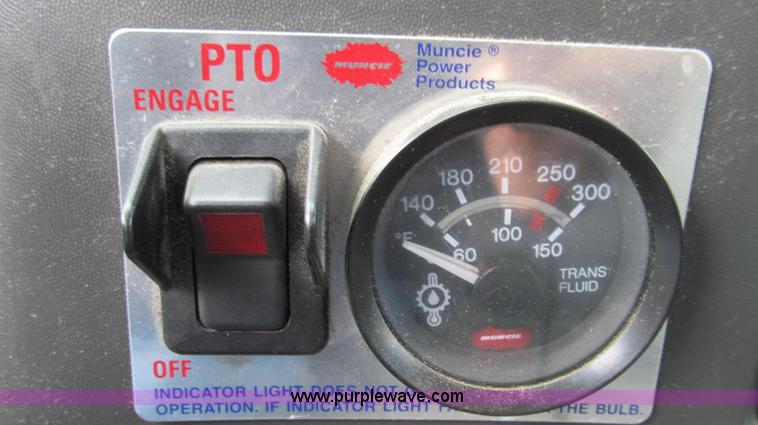 PTO
MUNCIE
Muncie ®
Power
Products
ENGAGE
140 180 210 250 300
°F
60 100 150
TRANS-
FLUID
MUNCIE
OFF
INDICATOR LIGHT DOES NOT
OPERATION. IF INDICATOR LIGHT THE BULB.
www.purplewave.com